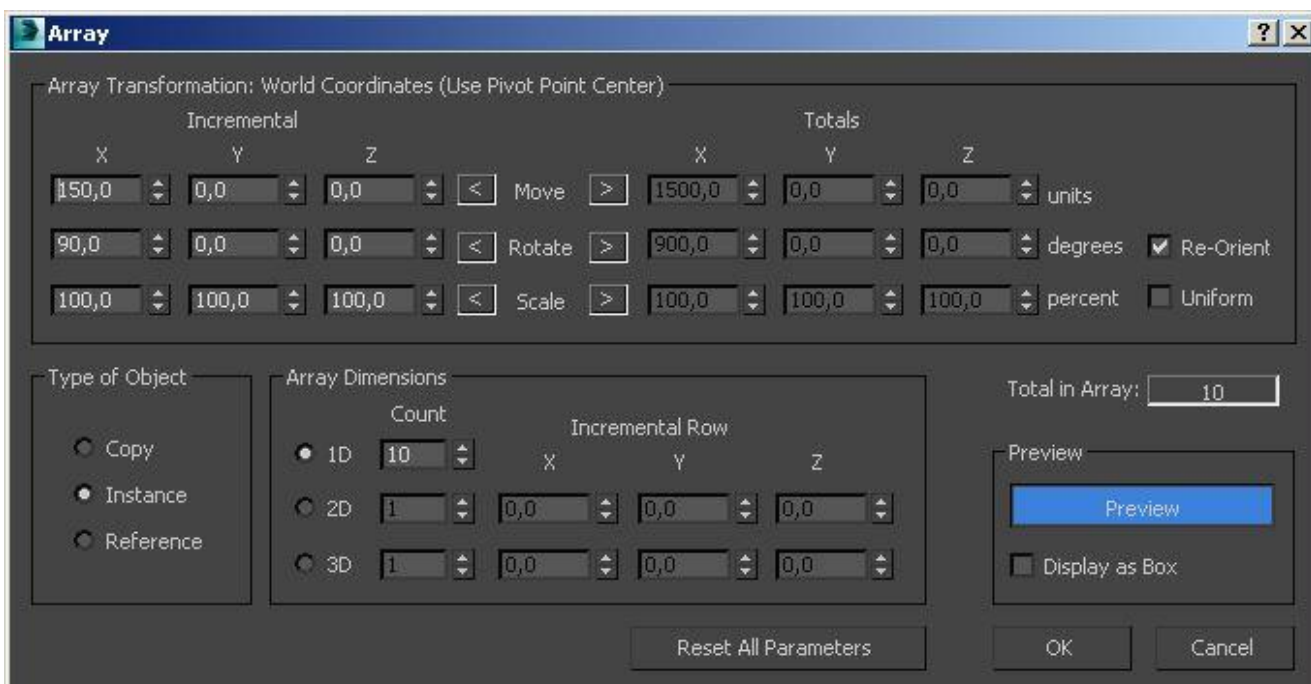 Array
Array Transformation: World Coordinates (Use Pivot Point Center)
Incremental Totals
X Y Z X Y Z
150,0 0,0 0,0 < Move > 1500,0 0,0 0,0 units
90,0 0,0 0,0 < Rotate > 900,0 0,0 0,0 degrees Re-Orient
100,0 100,0 100,0 < Scale > 100,0 100,0 100,0 percent Uniform
Type of Object
Copy
Instance
Reference
Array Dimensions
Count Incremental Row
1D 10 X Y Z
2D 1 0,0 0,0 0,0
3D 1 0,0 0,0 0,0
Total in Array: 10
Preview
Preview
Display as Box
Reset All Parameters OK Cancel